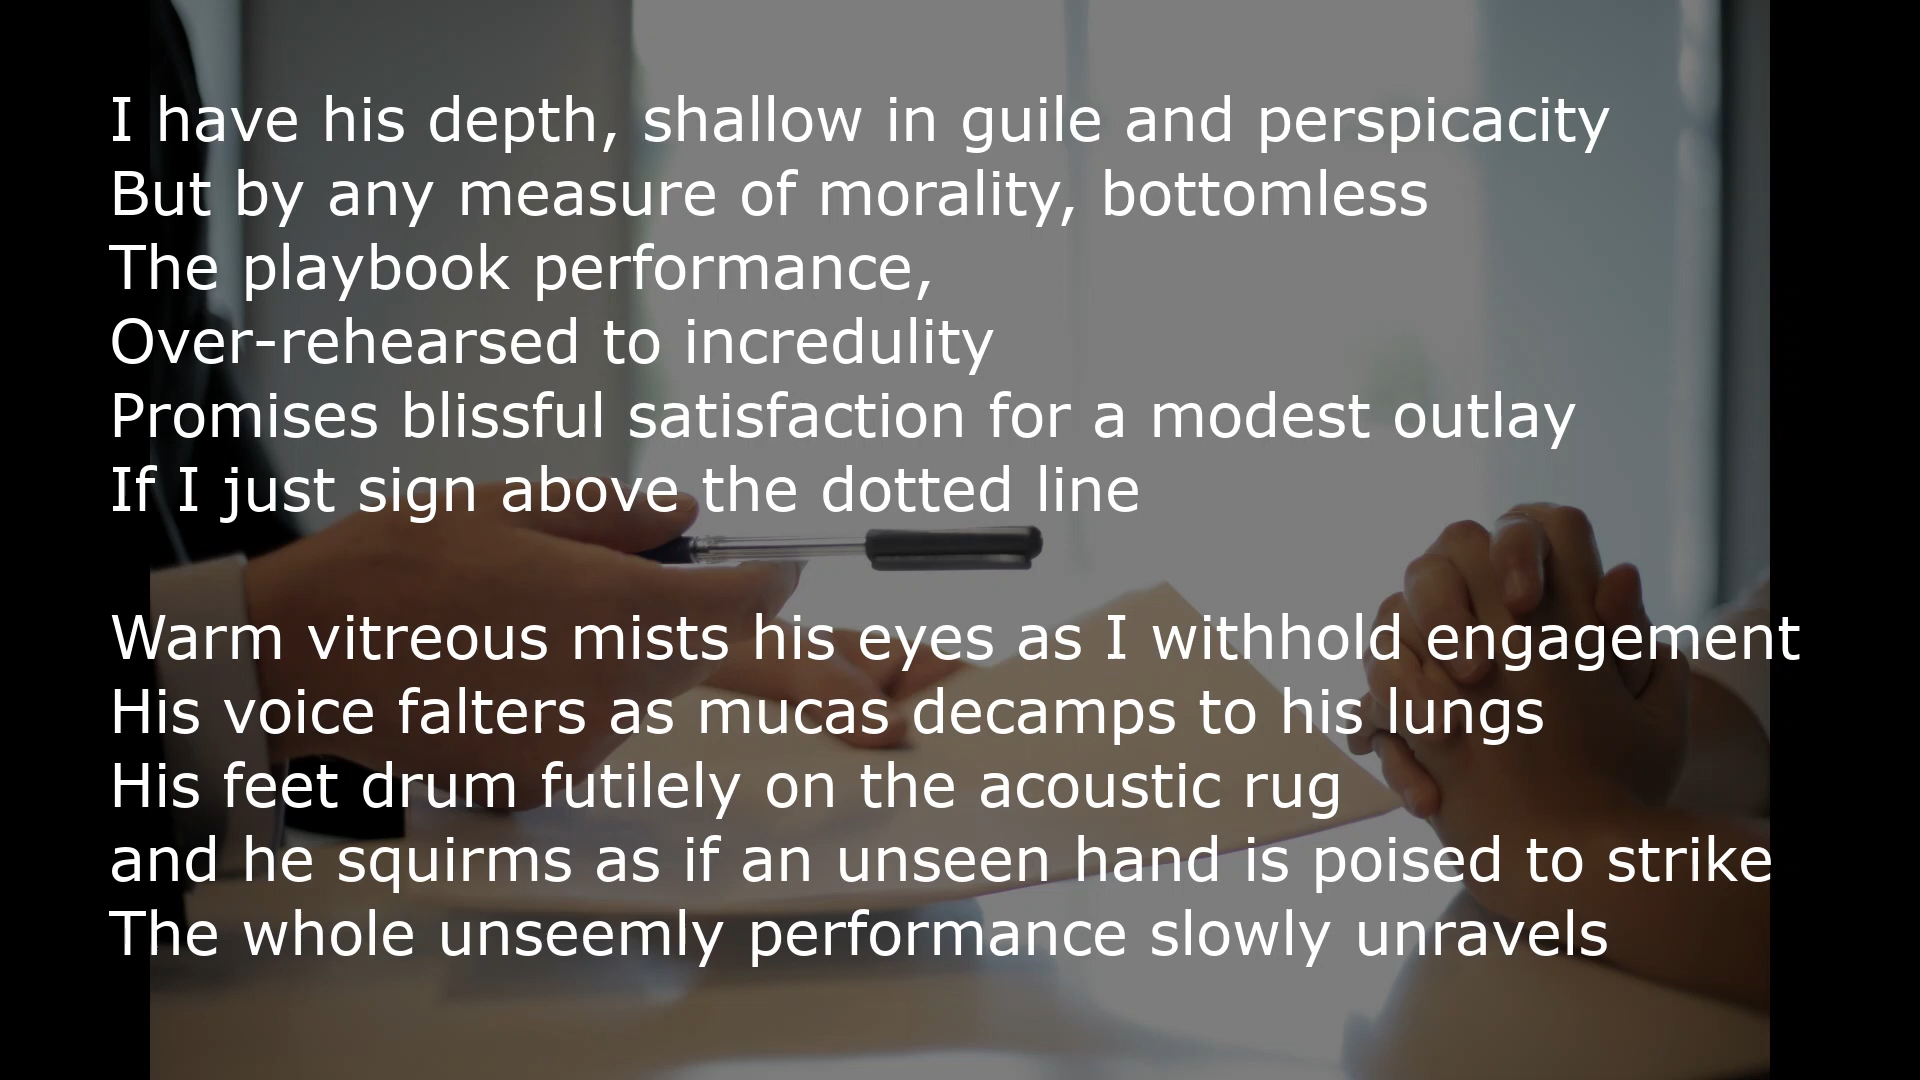 I have his depth, shallow in guile and perspicacity
But by any measure of morality, bottomless
The playbook performance,
Over-rehearsed to incredulity
Promises blissful satisfaction for a modest outlay
If I just sign above the dotted line
Warm vitreous mists his eyes as I withhold engagement
His voice falters as mucas decamps to his lungs
His feet drum futilely on the acoustic rug
and he squirms as if an unseen hand is poised to strike
The whole unseemly performance slowly unravels